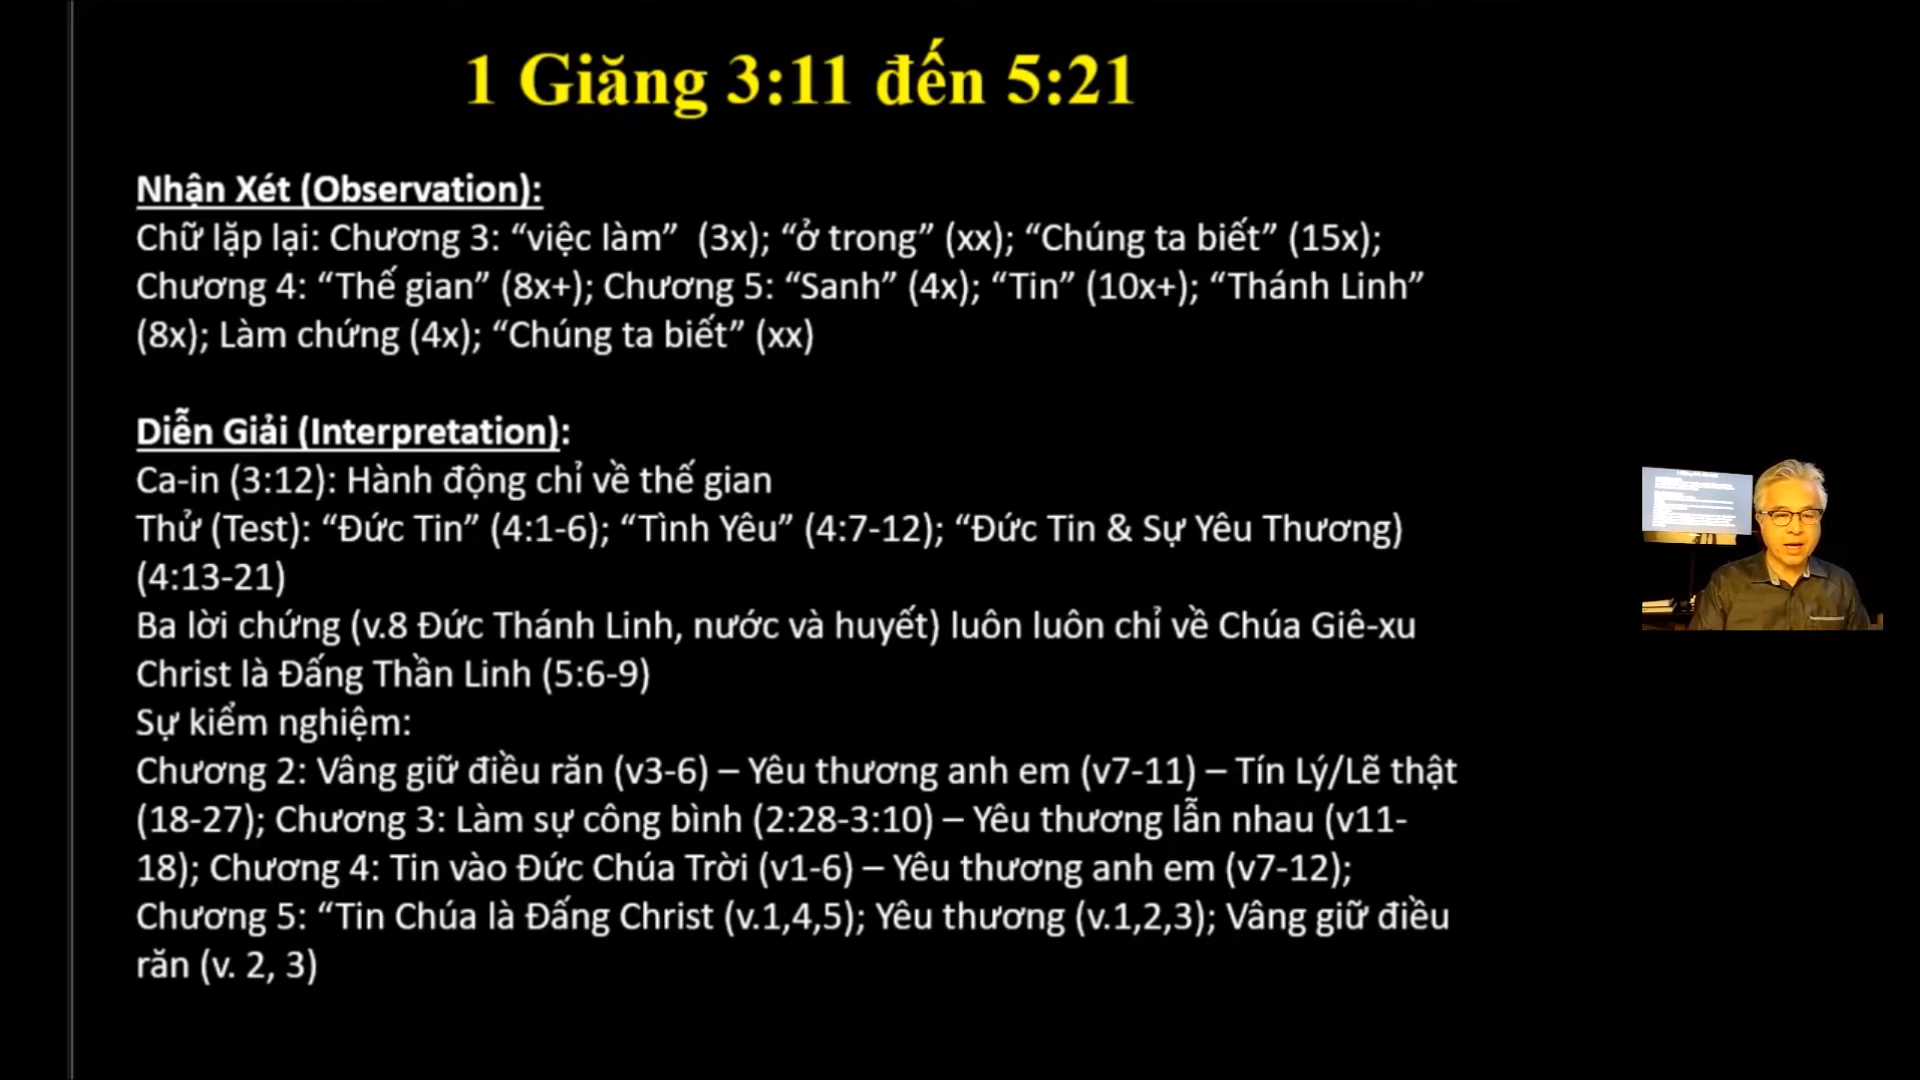 1 Giăng 3:11 đến 5:21
Nhận Xét (Observation):
Chữ lặp lại: Chương 3: “việc làm” (3x); “ở trong” (xx); “Chúng ta biết” (15x);
Chương 4: “Thế gian” (8x+); Chương 5: “Sanh” (4x); “Tin” (10x+); “Thánh Linh”
(8x); Làm chứng (4x); “Chúng ta biết” (xx)
Diễn Giải (Interpretation):
Ca-in (3:12): Hành động chỉ về thế gian
Thử (Test): “Đức Tin” (4:1-6); “Tình Yêu” (4:7-12); “Đức Tin & Sự Yêu Thương)
(4:13-21)
Ba lời chứng (v.8 Đức Thánh Linh, nước và huyết) luôn luôn chỉ về Chúa Giê-xu
Christ là Đấng Thần Linh (5:6-9)
Sự kiểm nghiệm:
Chương 2: Vâng giữ điều răn (v3-6) – Yêu thương anh em (v7-11) – Tín Lý/Lẽ thật
(18-27); Chương 3: Làm sự công bình (2:28-3:10) – Yêu thương lẫn nhau (v11-
18); Chương 4: Tin vào Đức Chúa Trời (v1-6) – Yêu thương anh em (v7-12);
Chương 5: “Tin Chúa là Đấng Christ (v.1,4,5); Yêu thương (v.1,2,3); Vâng giữ điều
răn (v. 2, 3)